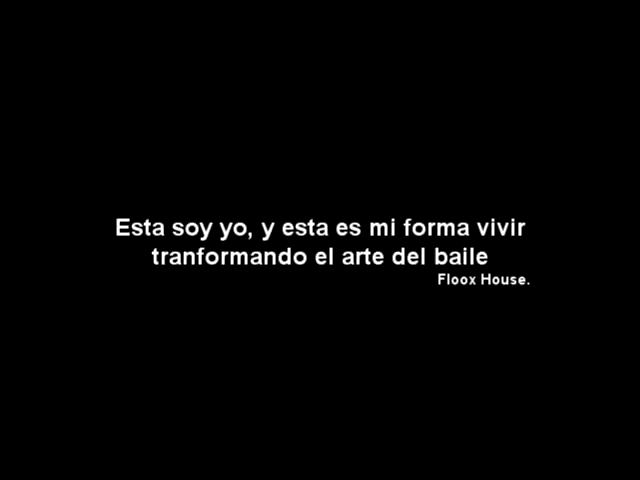 Esta soy yo, y esta es mi forma vivir
tranformando el arte del baile
Floox House.